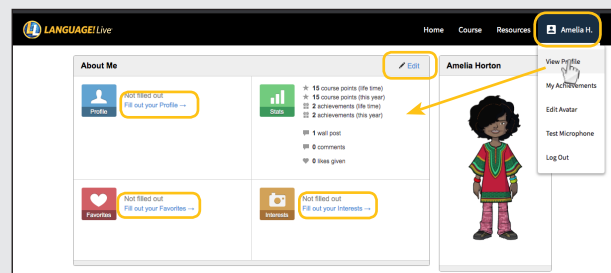 LANGUAGE! Live
Home Course Resources Amelia H.
About Me
Edit
Amelia Horton
View Profile
My Achievements
Edit Avatar
Test Microphone
Log Out
Profile
Not filled out
Fill out your Profile →
Stats
15 course points (life time)
15 course points (this year)
2 achievements (life time)
2 achievements (this year)
1 wall post
0 comments
0 likes given
Favorites
Not filled out
Fill out your Favorites →
Interests
Not filled out
Fill out your Interests →